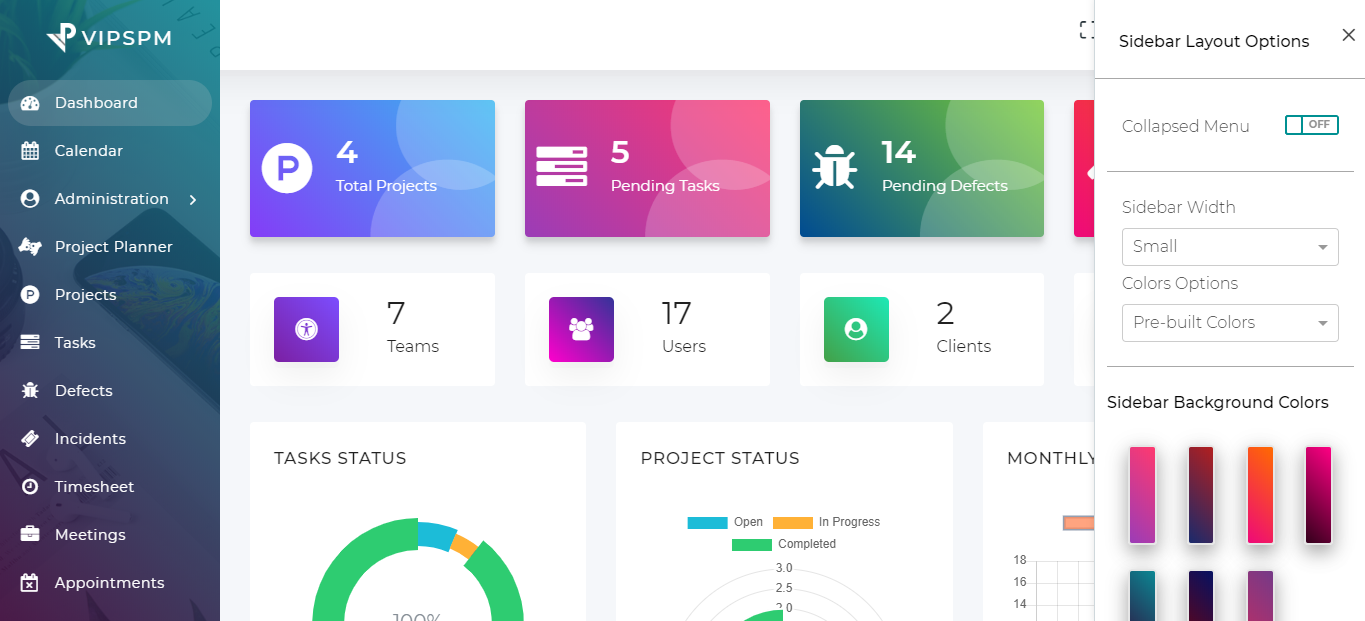 VIPSPM
Dashboard
Calendar
Administration
Project Planner
Projects
Tasks
Defects
Incidents
Timesheet
Meetings
Appointments
P
4
Total Projects
5
Pending Tasks
14
Pending Defects
7
Teams
17
Users
2
Clients
TASKS STATUS
100%
PROJECT STATUS
Open
In Progress
Completed
3.0
2.5
2.0
MONTHLY
18
16
14
Sidebar Layout Options
Collapsed Menu
OFF
Sidebar Width
Small
Colors Options
Pre-built Colors
Sidebar Background Colors